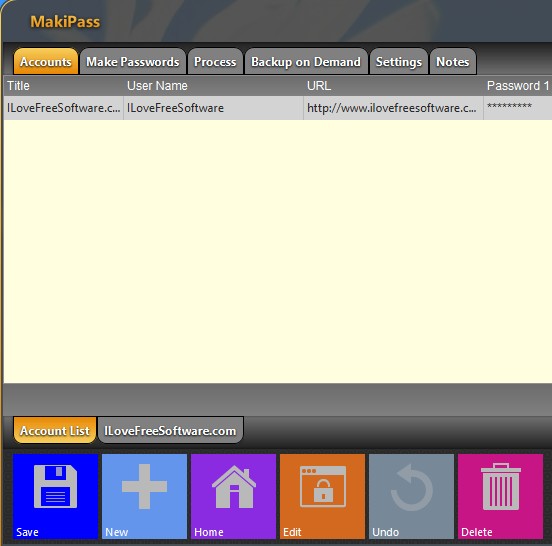 MakiPass
Accounts Make Passwords Process Backup on Demand Settings Notes
Title User Name URL Password 1
ILoveFreeSoftware.c... ILoveFreeSoftware http://www.ilovefreesoftware.c... *********
Account List ILoveFreeSoftware.com
Save New Home Edit Undo Delete